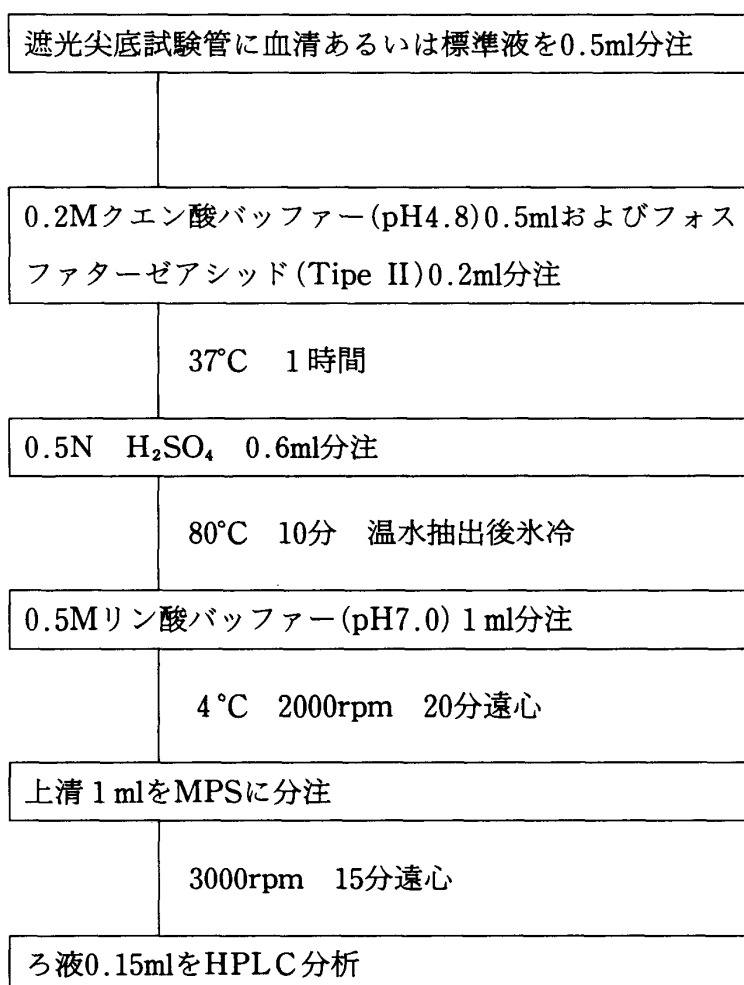 遮光尖底試験管に血清あるいは標準液を0.5ml分注
0.2Mクエン酸バッファー(pH4.8)0.5mlおよびフォス
ファターゼアシッド(Tipe II)0.2ml分注
37℃ 1時間
0.5N H₂SO₄ 0.6ml分注
80℃ 10分 温水抽出後氷冷
0.5Mリン酸バッファー(pH7.0)1ml分注
4℃ 2000rpm 20分遠心
上清1mlをMPSに分注
3000rpm 15分遠心
ろ液0.15mlをHPLC分析